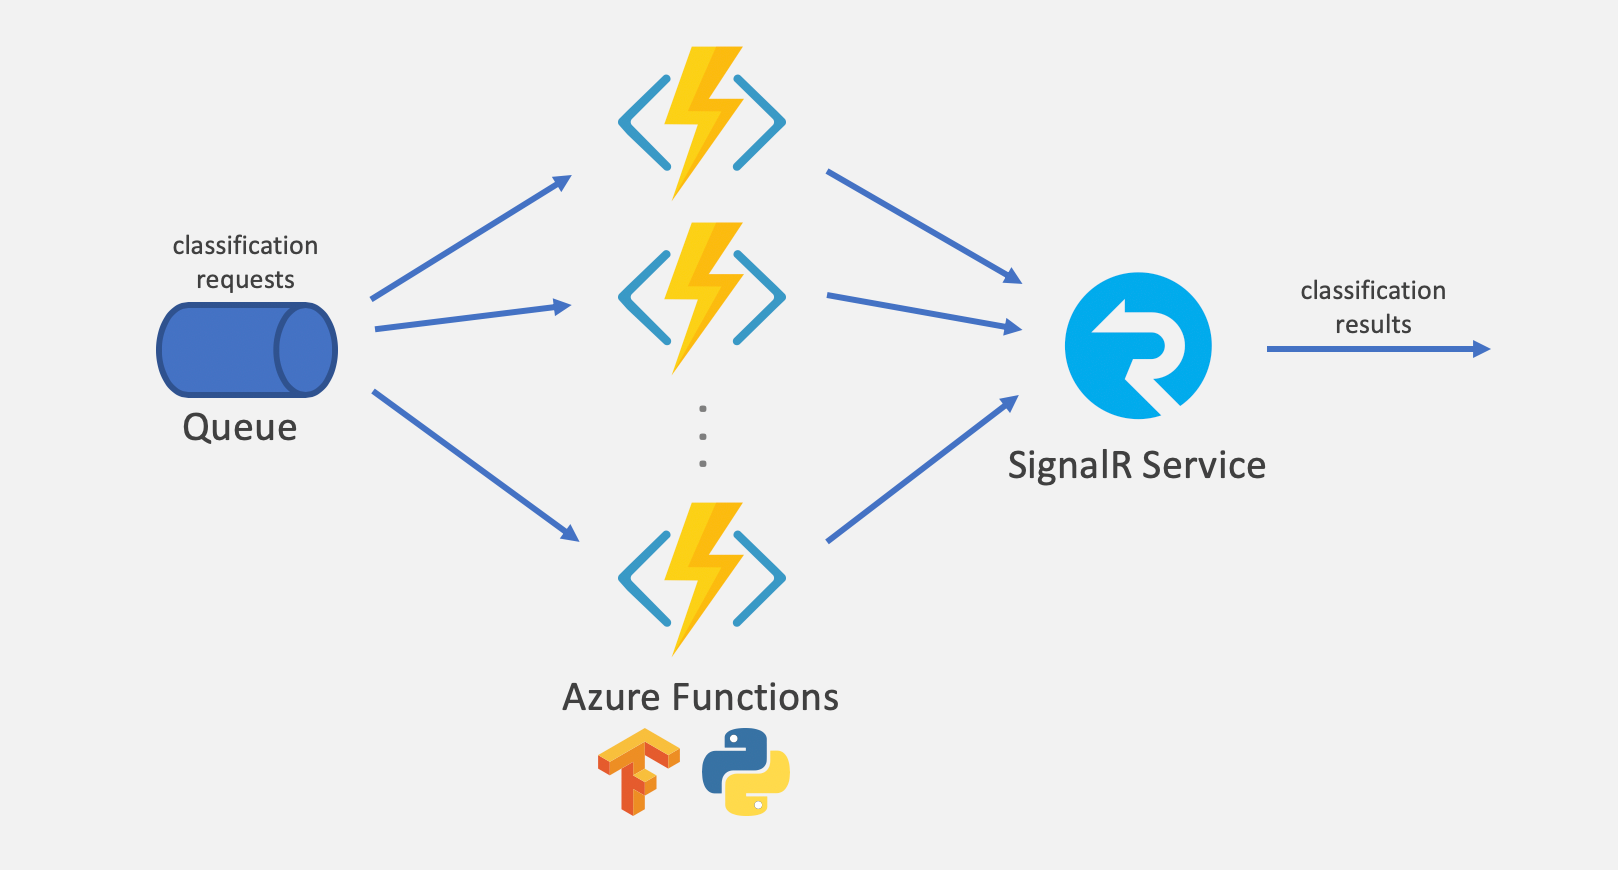 classification
requests
Queue
Azure Functions
SignalR Service
classification
results